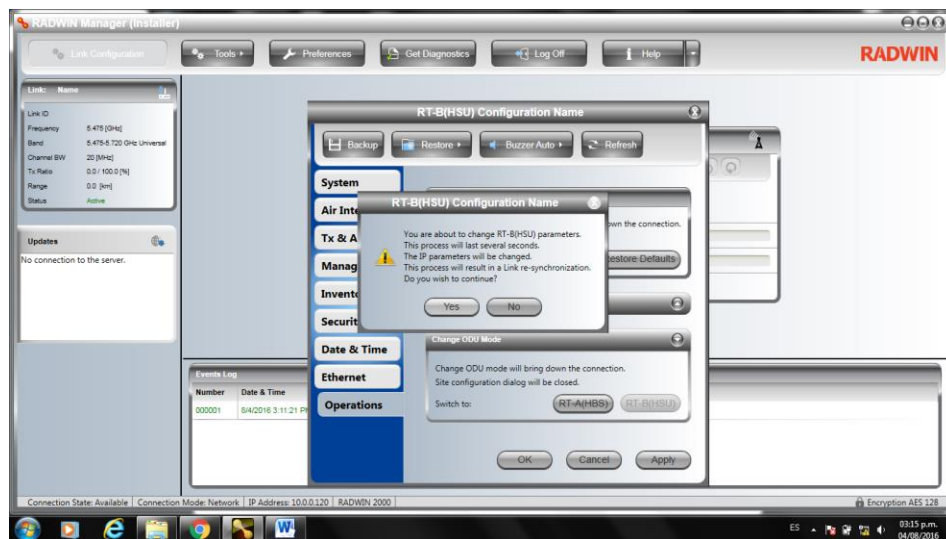 RADWIN Manager (Installer)
Link Configuration
Tools
Preferences
Get Diagnostics
Log Off
Help
RADWIN
Link: Name
Link ID
Frequency 5.475 [GHz]
Band 5.475-5.720 GHz Universal
Channel BW 20 [MHz]
Tx Ratio 0.0 / 100.0 [%]
Range 0.0 [km]
Status Active
Updates
No connection to the server.
RT-B(HSU) Configuration Name
Backup
Restore
Buzzer Auto
Refresh
System
Air Inte
Tx & A
Manag
Invento
Securit
Date & Time
Ethernet
Operations
own the connection.
estore Defaults
RT-B(HSU) Configuration Name
You are about to change RT-B(HSU) parameters.
This process will last several seconds.
The IP parameters will be changed.
This process will result in a Link re-synchronization.
Do you wish to continue?
Yes No
Change ODU Mode
Change ODU mode will bring down the connection.
Site configuration dialog will be closed.
Switch to: RT-A(HBS) RT-B(HSU)
OK Cancel Apply
Events Log
Number Date & Time
000001 8/4/2016 3:11:21 P
Connection State: Available Connection Mode: Network IP Address: 10.0.0.120 RADWIN 2000 Encryption AES 128
ES 03:15 p.m.
04/08/2016